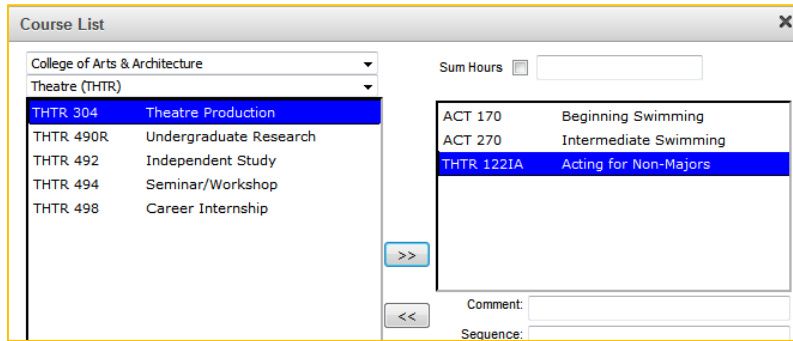 Course List
×
College of Arts & Architecture
Theatre (THTR)
THTR 304 Theatre Production
THTR 490R Undergraduate Research
THTR 492 Independent Study
THTR 494 Seminar/Workshop
THTR 498 Career Internship
>>
<<
Sum Hours
ACT 170 Beginning Swimming
ACT 270 Intermediate Swimming
THTR 122IA Acting for Non-Majors
Comment:
Sequence: